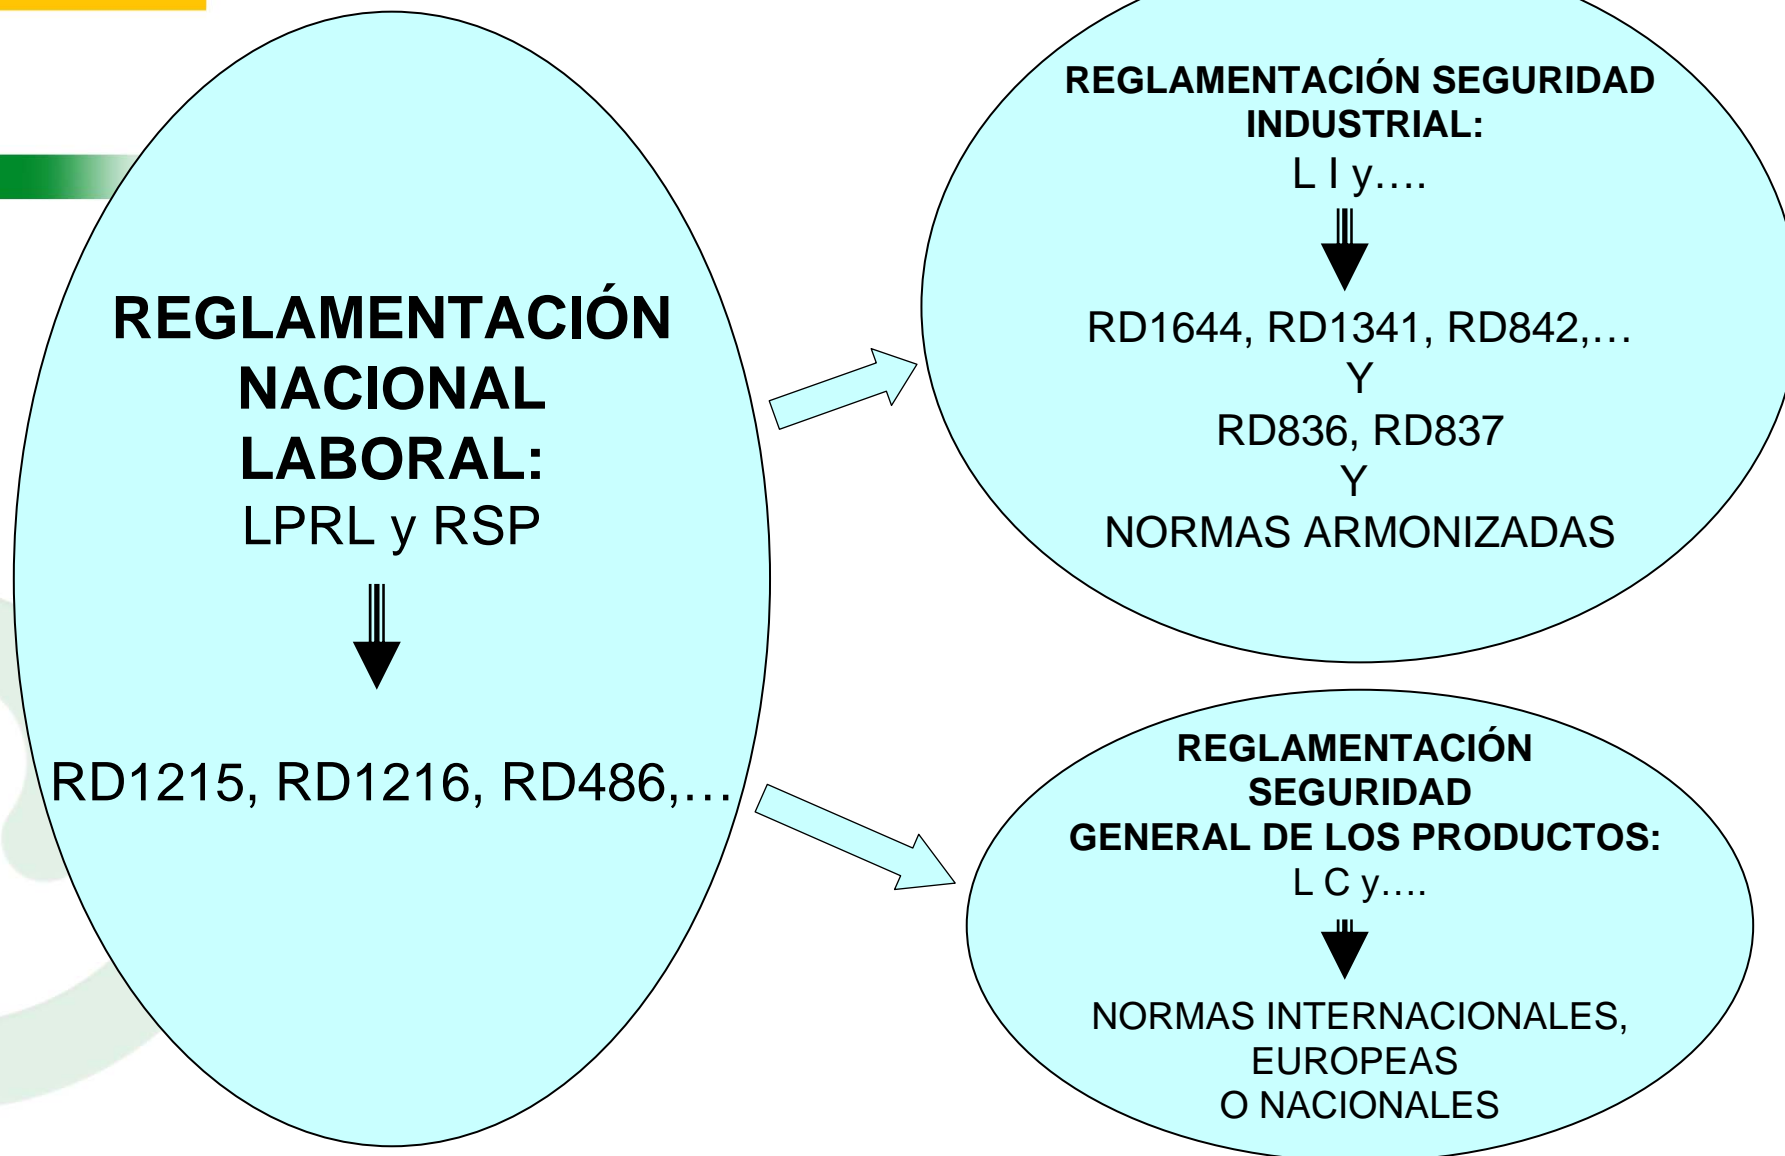 REGLAMENTACIÓN
NACIONAL
LABORAL:
LPRL y RSP
RD1215, RD1216, RD486,…
REGLAMENTACIÓN SEGURIDAD
INDUSTRIAL:
L I y….
RD1644, RD1341, RD842,…
Y
RD836, RD837
Y
NORMAS ARMONIZADAS
REGLAMENTACIÓN
SEGURIDAD
GENERAL DE LOS PRODUCTOS:
L C y….
NORMAS INTERNACIONALES,
EUROPEAS
O NACIONALES